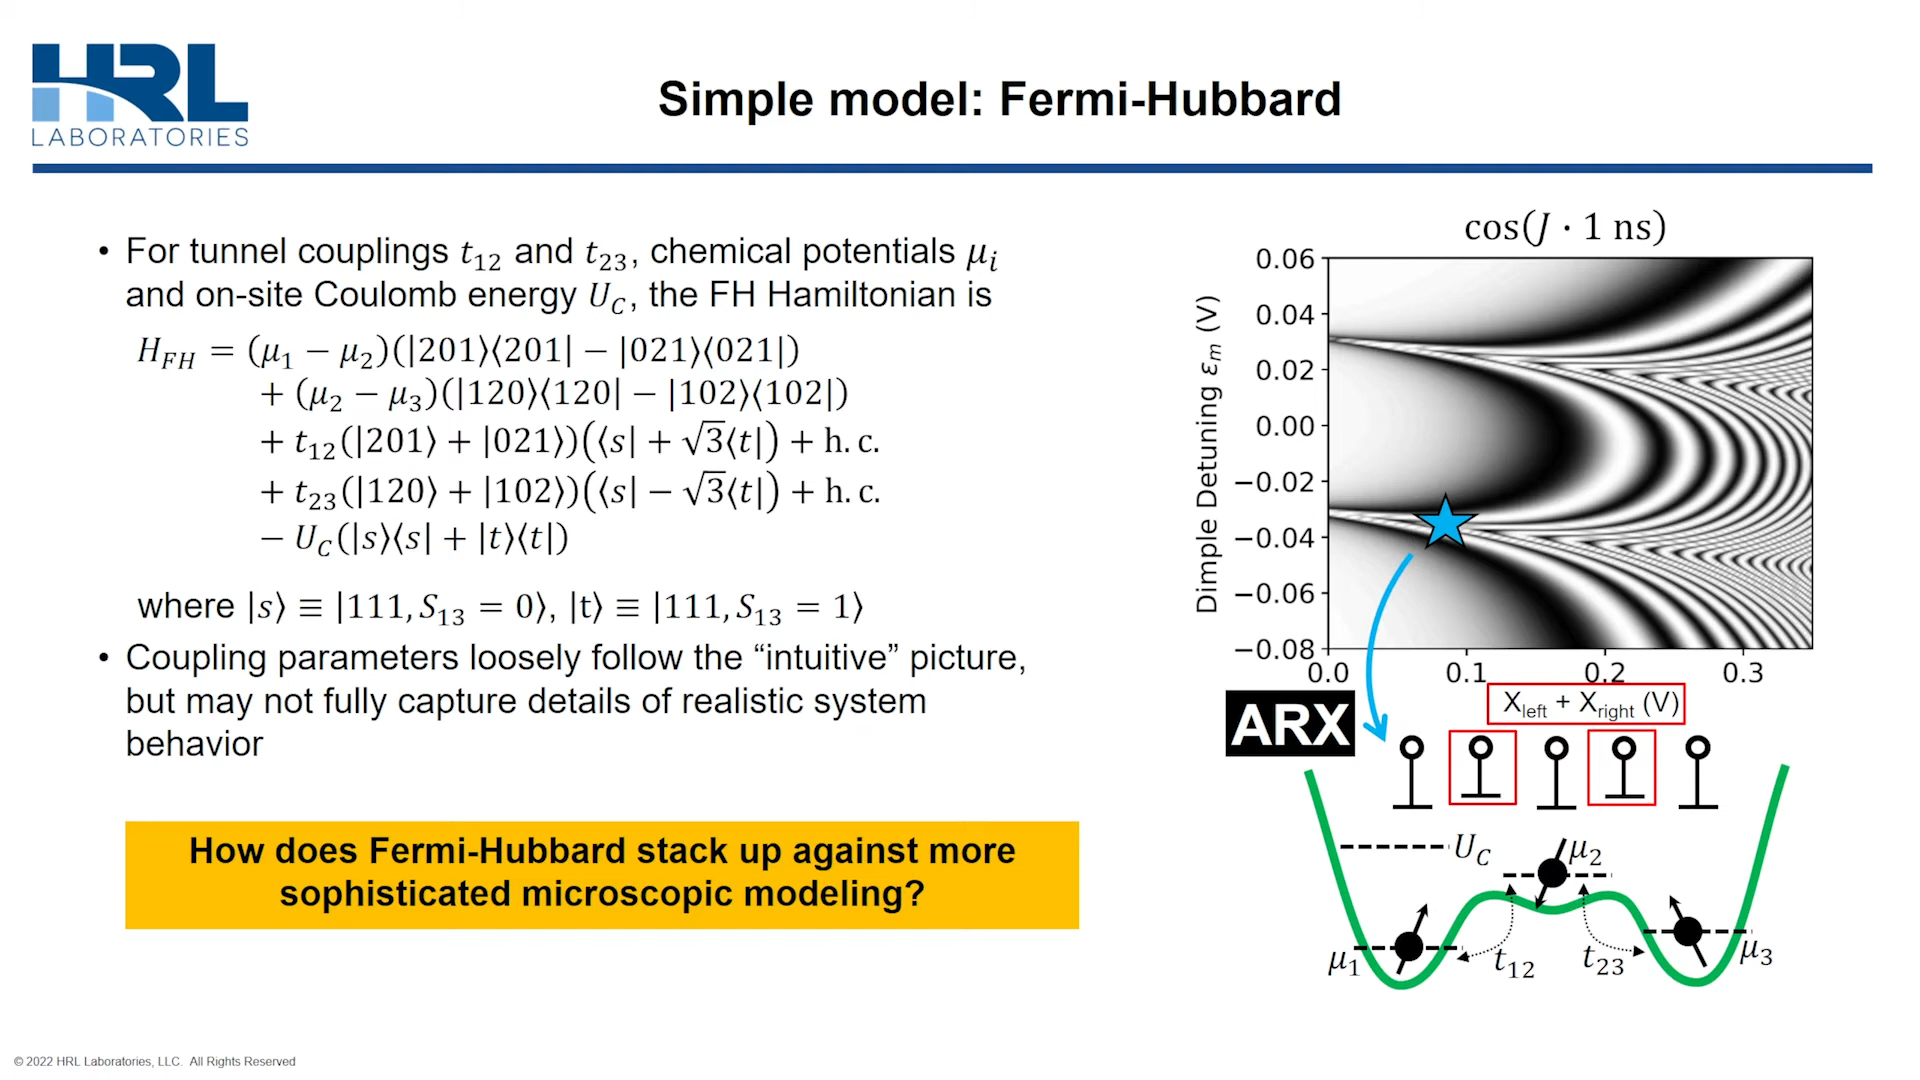 HRL
LABORATORIES
Simple model: Fermi-Hubbard
• For tunnel couplings t₁₂ and t₂₃, chemical potentials μᵢ
and on-site Coulomb energy U_C, the FH Hamiltonian is
H_FH = (μ₁ − μ₂)(|201⟩⟨201| − |021⟩⟨021|)
+ (μ₂ − μ₃)(|120⟩⟨120| − |102⟩⟨102|)
+ t₁₂(|201⟩ + |021⟩)(⟨s| + √3⟨t|) + h.c.
+ t₂₃(|120⟩ + |102⟩)(⟨s| − √3⟨t|) + h.c.
− U_C(|s⟩⟨s| + |t⟩⟨t|)
where |s⟩ ≡ |111, S₁₃ = 0⟩, |t⟩ ≡ |111, S₁₃ = 1⟩
• Coupling parameters loosely follow the “intuitive” picture,
but may not fully capture details of realistic system
behavior
How does Fermi-Hubbard stack up against more
sophisticated microscopic modeling?
cos(J · 1 ns)
Dimple Detuning εₘ (V)
0.06
0.04
0.02
0.00
−0.02
−0.04
−0.06
−0.08
0.0 0.1 0.2 0.3
X_left + X_right (V)
ARX
U_C
μ₂
μ₁
t₁₂
t₂₃
μ₃
© 2022 HRL Laboratories, LLC. All Rights Reserved